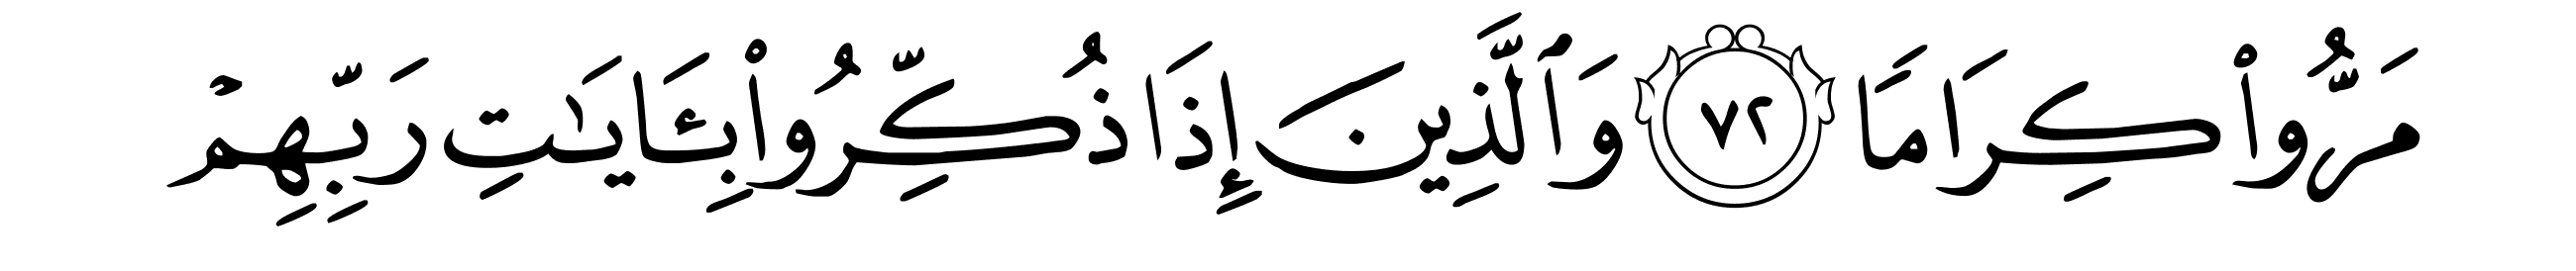 مَرُّوا۟ كِرَامًا ٧٢ وَٱلَّذِينَ إِذَا ذُكِّرُوا۟ بِـَٔايَـٰتِ رَبِّهِمْ